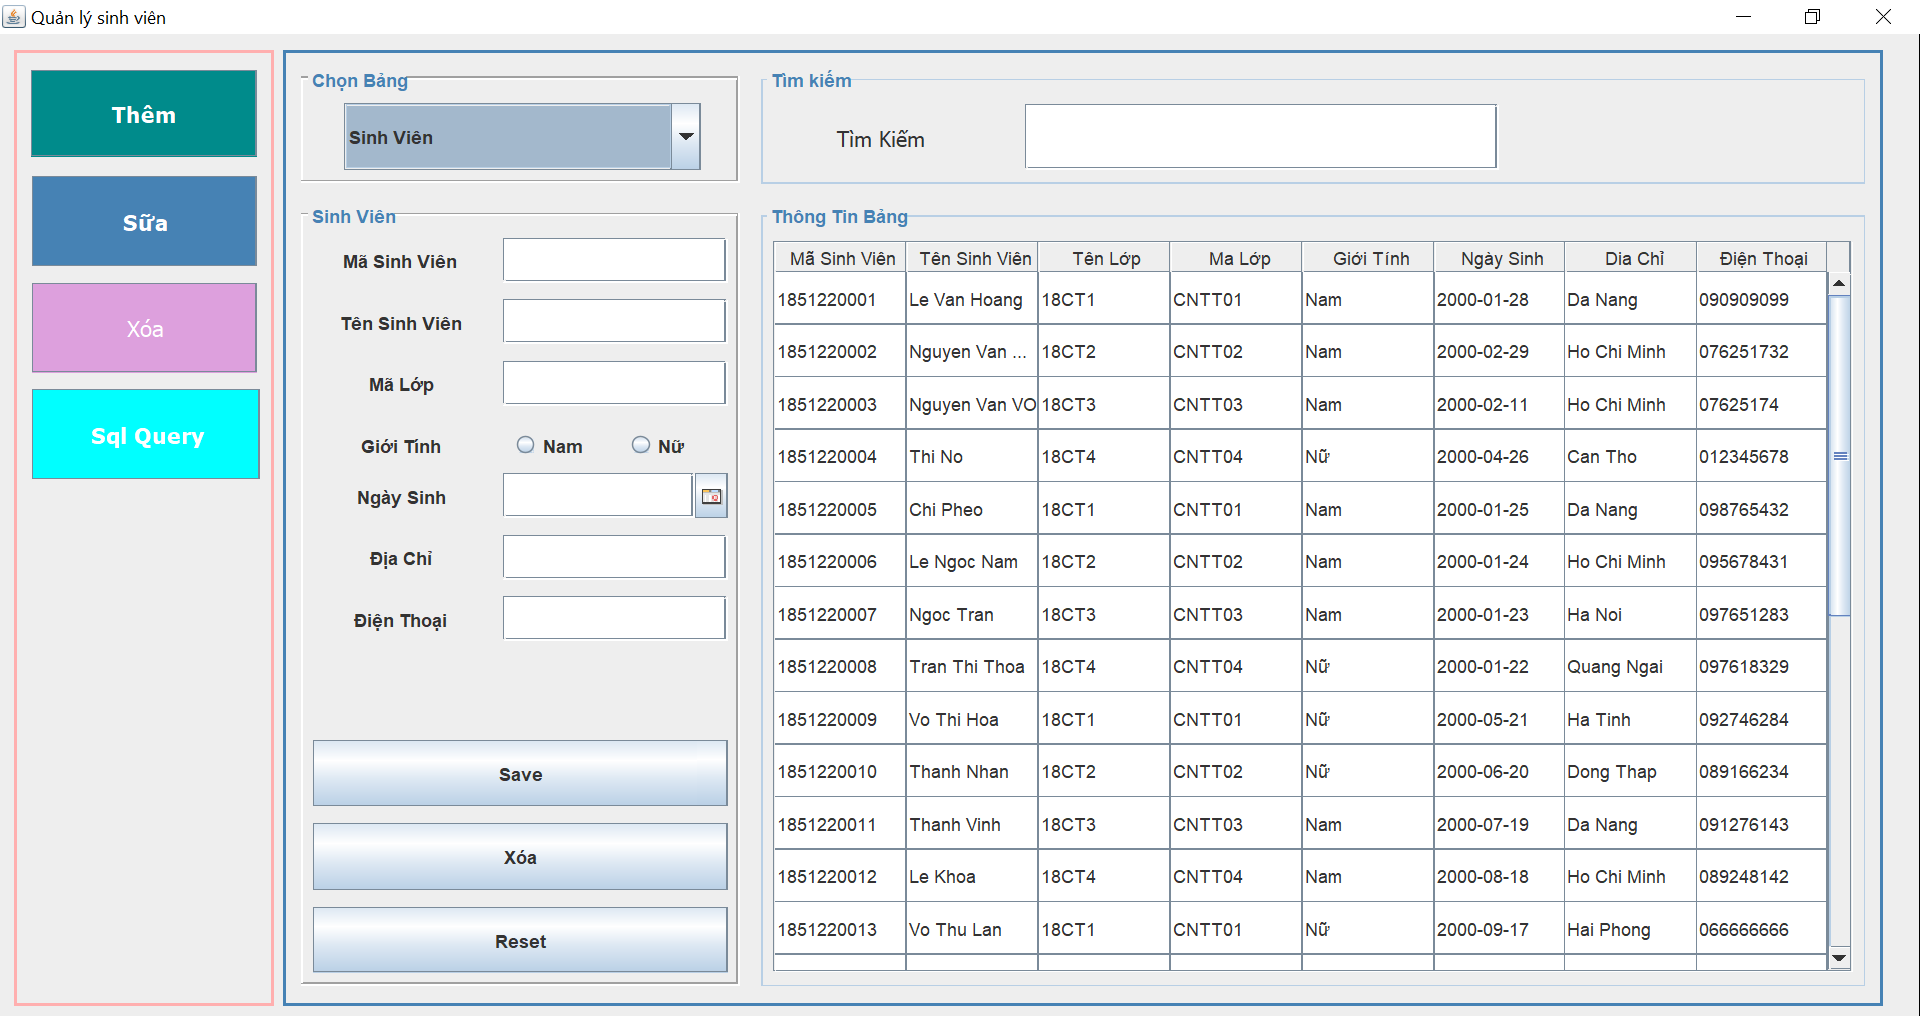 Quản lý sinh viên
Thêm
Sữa
Xóa
Sql Query
Chọn Bảng
Sinh Viên
Tìm kiếm
Tìm Kiếm
Sinh Viên
Mã Sinh Viên
Tên Sinh Viên
Mã Lớp
Giới Tính Nam Nữ
Ngày Sinh
Địa Chỉ
Điện Thoại
Save
Xóa
Reset
Thông Tin Bảng
Mã Sinh Viên Tên Sinh Viên Tên Lớp Ma Lớp Giới Tính Ngày Sinh Dia Chỉ Điện Thoại
1851220001 Le Van Hoang 18CT1 CNTT01 Nam 2000-01-28 Da Nang 090909099
1851220002 Nguyen Van ... 18CT2 CNTT02 Nam 2000-02-29 Ho Chi Minh 076251732
1851220003 Nguyen Van VO 18CT3 CNTT03 Nam 2000-02-11 Ho Chi Minh 07625174
1851220004 Thi No 18CT4 CNTT04 Nữ 2000-04-26 Can Tho 012345678
1851220005 Chi Pheo 18CT1 CNTT01 Nam 2000-01-25 Da Nang 098765432
1851220006 Le Ngoc Nam 18CT2 CNTT02 Nam 2000-01-24 Ho Chi Minh 095678431
1851220007 Ngoc Tran 18CT3 CNTT03 Nam 2000-01-23 Ha Noi 097651283
1851220008 Tran Thi Thoa 18CT4 CNTT04 Nữ 2000-01-22 Quang Ngai 097618329
1851220009 Vo Thi Hoa 18CT1 CNTT01 Nữ 2000-05-21 Ha Tinh 092746284
1851220010 Thanh Nhan 18CT2 CNTT02 Nữ 2000-06-20 Dong Thap 089166234
1851220011 Thanh Vinh 18CT3 CNTT03 Nam 2000-07-19 Da Nang 091276143
1851220012 Le Khoa 18CT4 CNTT04 Nam 2000-08-18 Ho Chi Minh 089248142
1851220013 Vo Thu Lan 18CT1 CNTT01 Nữ 2000-09-17 Hai Phong 066666666